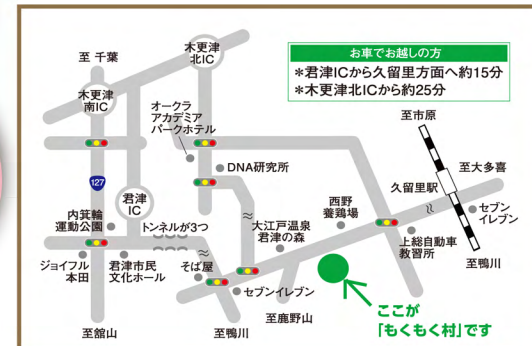 お車でお越しの方
*君津ICから久留里方面へ約15分
*木更津北ICから約25分
至 千葉
木更津
北IC
木更津
南IC
オークラ
アカデミア
パークホテル
DNA研究所
至市原
至大多喜
久留里駅
セブン
イレブン
127
君津
IC
内箕輪
運動公園
トンネルが3つ
大江戸温泉
君津の森
西野
養鶏場
上総自動車
教習所
至鴨川
ジョイフル
本田
君津市民
文化ホール
そば屋
セブンイレブン
ここが
「もくもく村」です
至舘山
至鴨川
至鹿野山